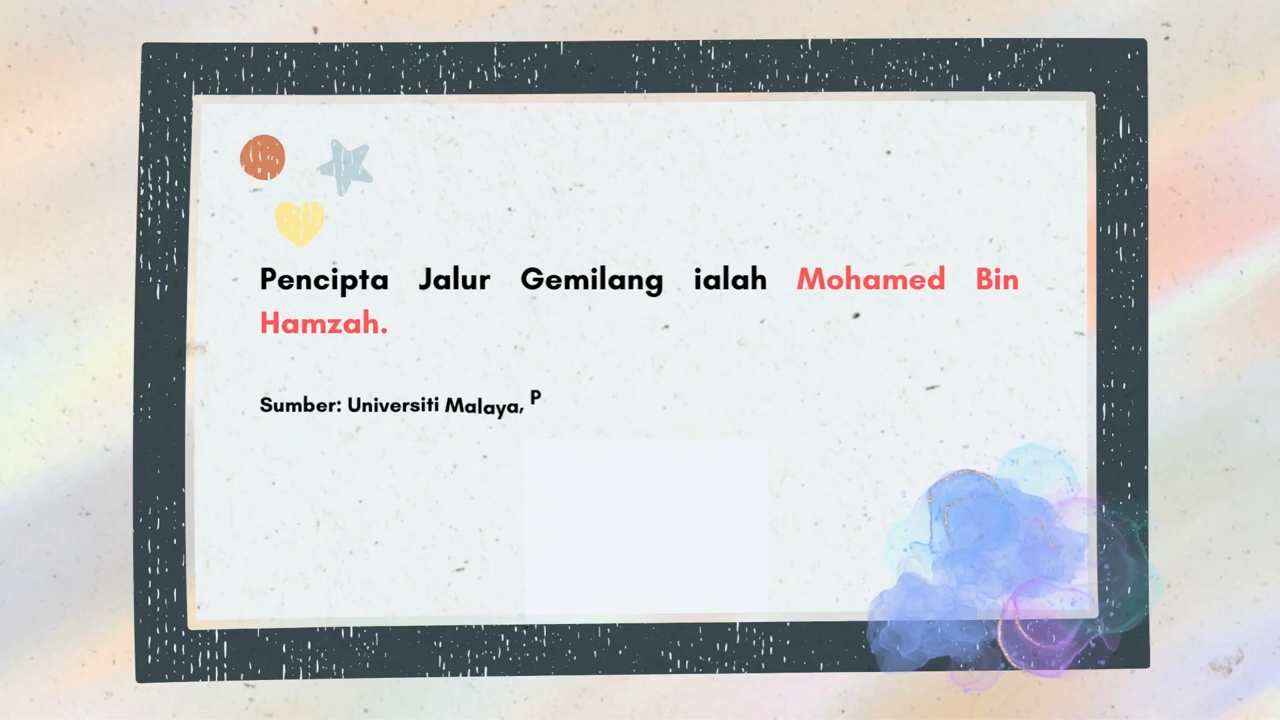 Pencipta Jalur Gemilang ialah Mohamed Bin
Hamzah.
Sumber: Universiti Malaya, P